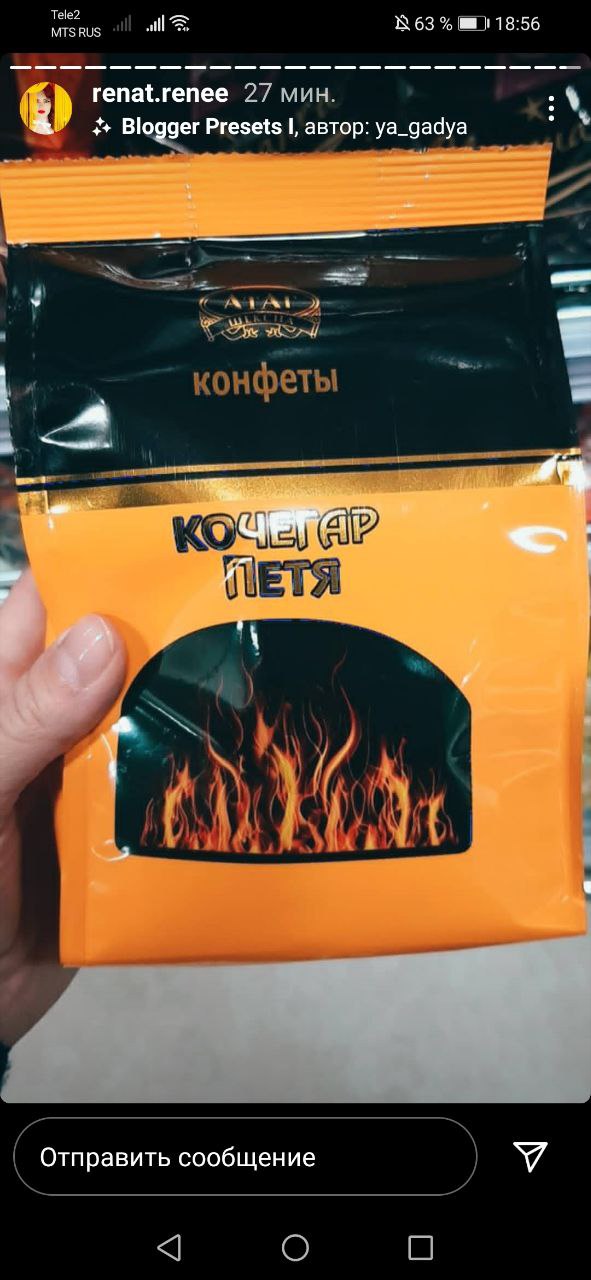 Tele2
MTS RUS
63 % 18:56
renat.renee 27 мин.
Blogger Presets I, автор: ya_gadya
АТАГ
ШЕКСНА
конфеты
КОЧЕГАР
ПЕТЯ
Отправить сообщение